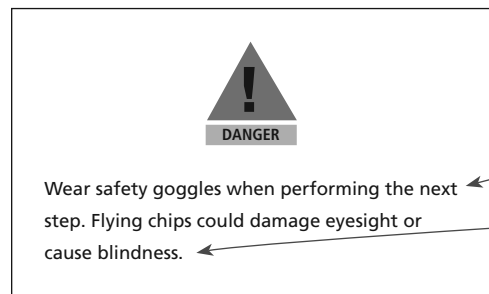 !
DANGER
Wear safety goggles when performing the next
step. Flying chips could damage eyesight or
cause blindness.